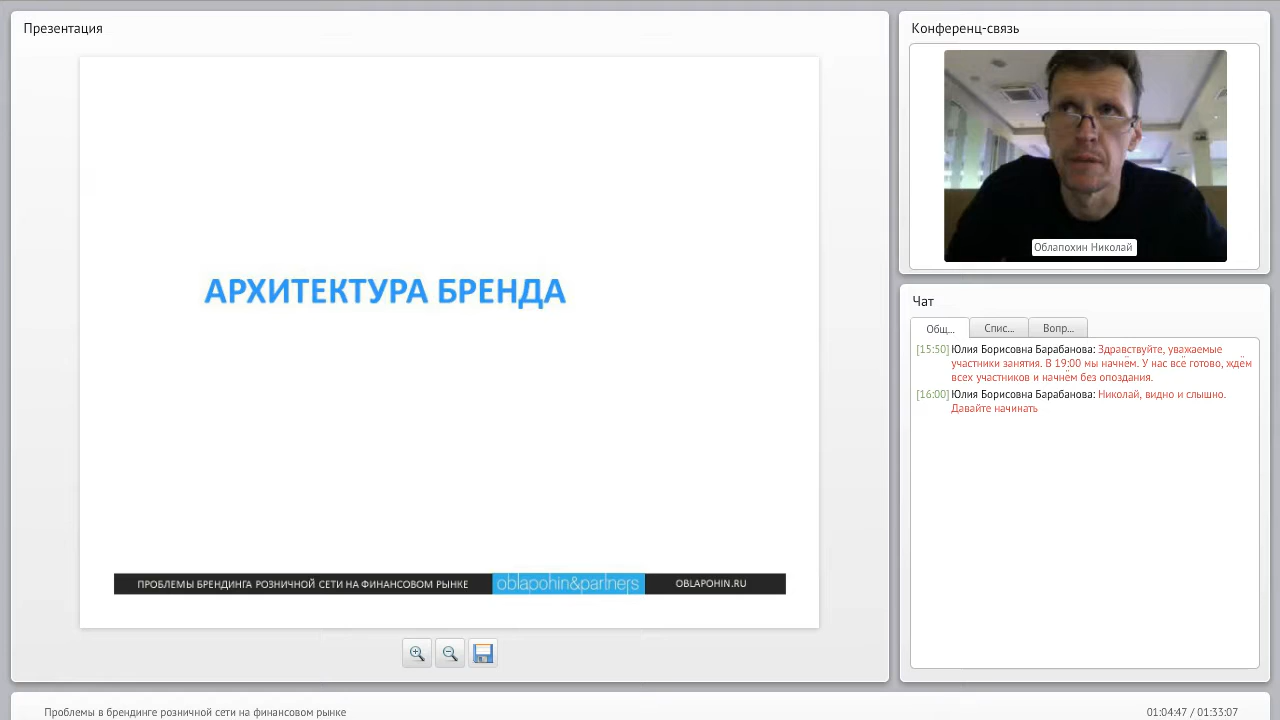 Презентация
АРХИТЕКТУРА БРЕНДА
ПРОБЛЕМЫ БРЕНДИНГА РОЗНИЧНОЙ СЕТИ НА ФИНАНСОВОМ РЫНКЕ
oblapohin&partners
OBLAPOHIN.RU
Конференц-связь
Облапохин Николай
Чат
Общ... Спис... Вопр...
[15:50] Юлия Борисовна Барабанова: Здравствуйте, уважаемые
участники занятия. В 19:00 мы начнём. У нас всё готово, ждём
всех участников и начнём без опоздания.
[16:00] Юлия Борисовна Барабанова: Николай, видно и слышно.
Давайте начинать
Проблемы в брендинге розничной сети на финансовом рынке
01:04:47 / 01:33:07